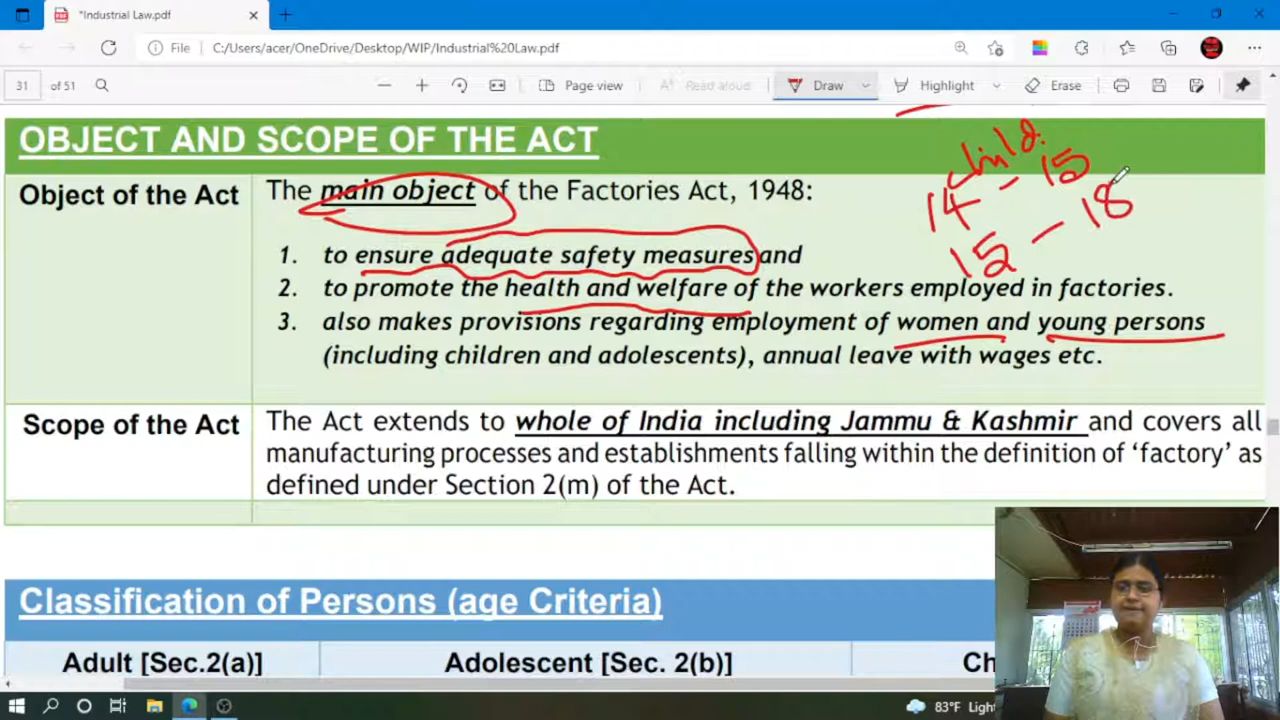 *Industrial Law.pdf
File
C:/Users/acer/OneDrive/Desktop/WIP/Industrial%20Law.pdf
31 of 51
Page view
Read aloud
Draw
Highlight
Erase
OBJECT AND SCOPE OF THE ACT
child.
14 - 15
15 - 18
Object of the Act
The main object of the Factories Act, 1948:
1. to ensure adequate safety measures and
2. to promote the health and welfare of the workers employed in factories.
3. also makes provisions regarding employment of women and young persons
(including children and adolescents), annual leave with wages etc.
Scope of the Act
The Act extends to whole of India including Jammu & Kashmir and covers all
manufacturing processes and establishments falling within the definition of ‘factory’ as
defined under Section 2(m) of the Act.
Classification of Persons (age Criteria)
Adult [Sec.2(a)]
Adolescent [Sec. 2(b)]
Ch
83°F Light